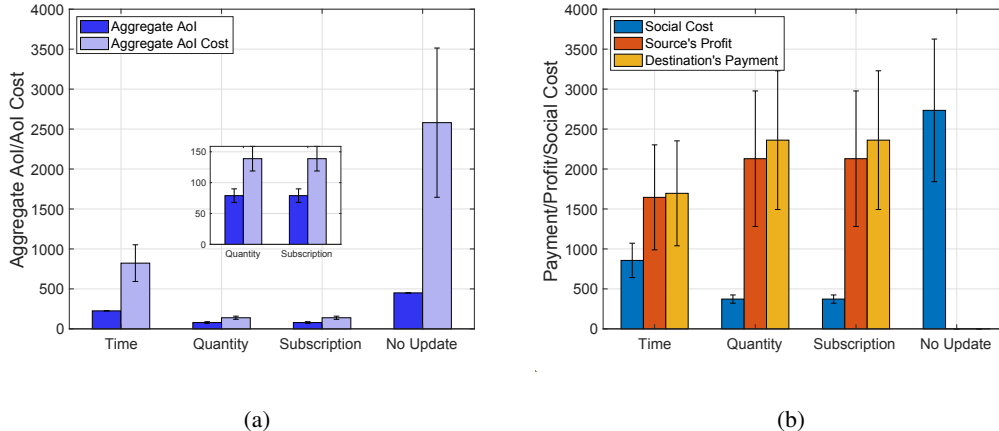 4000
3500
3000
2500
2000
1500
1000
500
0
Aggregate AoI/AoI Cost
Aggregate AoI
Aggregate AoI Cost
150
100
50
0
Quantity Subscription
Time Quantity Subscription No Update
(a)
4000
3500
3000
2500
2000
1500
1000
500
0
Payment/Profit/Social Cost
Social Cost
Source's Profit
Destination's Payment
Time Quantity Subscription No Update
(b)